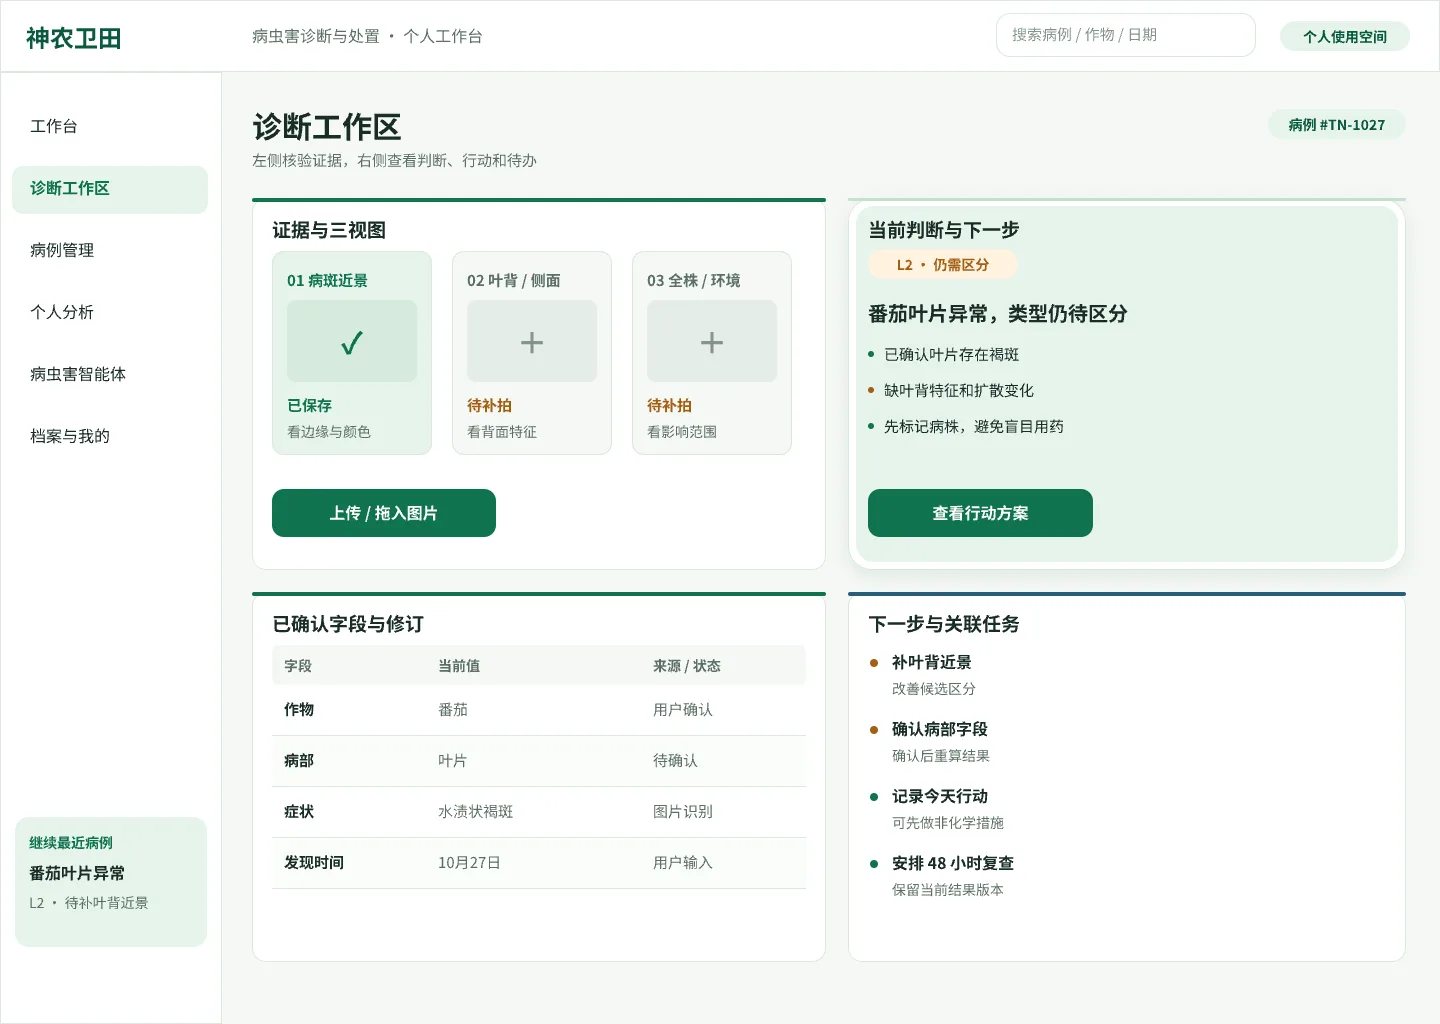 神农卫田
病虫害诊断与处置 · 个人工作台
搜索病例 / 作物 / 日期
个人使用空间
工作台
诊断工作区
病例管理
个人分析
病虫害智能体
档案与我的
继续最近病例
番茄叶片异常
L2 · 待补叶背近景
诊断工作区
左侧核验证据，右侧查看判断、行动和待办
病例 #TN-1027
证据与三视图
01 病斑近景
已保存
看边缘与颜色
02 叶背 / 侧面
待补拍
看背面特征
03 全株 / 环境
待补拍
看影响范围
上传 / 拖入图片
当前判断与下一步
L2 · 仍需区分
番茄叶片异常，类型仍待区分
已确认叶片存在褐斑
缺叶背特征和扩散变化
先标记病株，避免盲目用药
查看行动方案
已确认字段与修订
字段 当前值 来源 / 状态
作物 番茄 用户确认
病部 叶片 待确认
症状 水渍状褐斑 图片识别
发现时间 10月27日 用户输入
下一步与关联任务
补叶背近景
改善候选区分
确认病部字段
确认后重算结果
记录今天行动
可先做非化学措施
安排 48 小时复查
保留当前结果版本